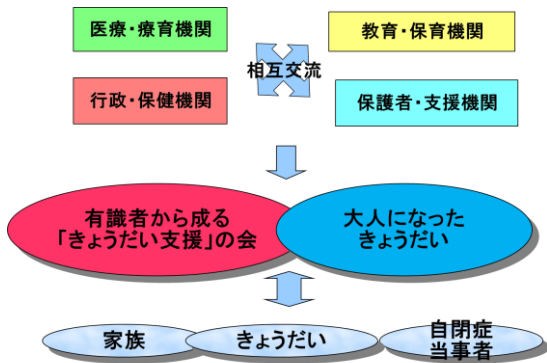 医療・療育機関
教育・保育機関
相互交流
行政・保健機関
保護者・支援機関
有識者から成る
「きょうだい支援」の会
大人になった
きょうだい
家族
きょうだい
自閉症
当事者